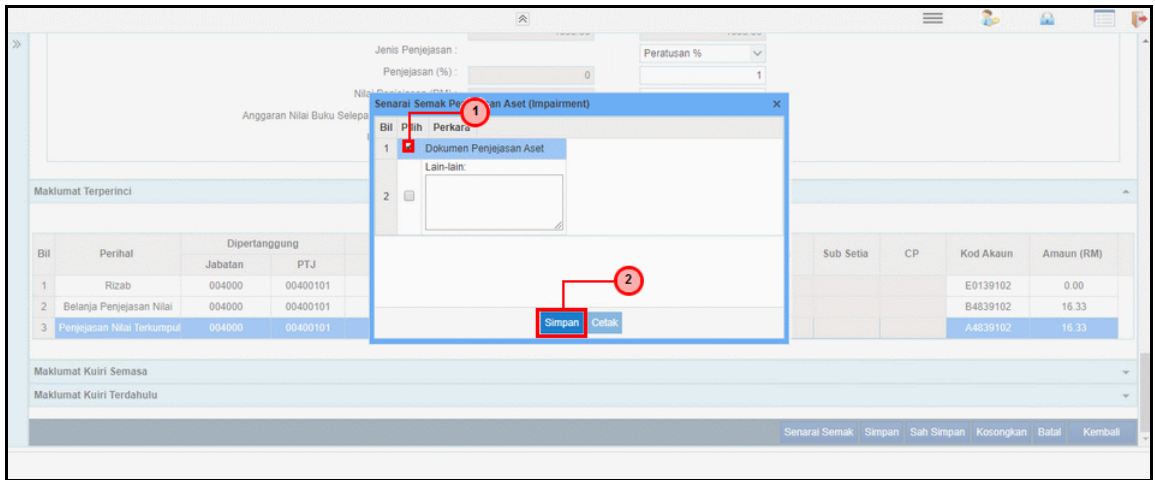 Jenis Penjejasan :
Peratusan %
Penjejasan (%) :
0
1
Anggaran Nilai Buku Selepa
Senarai Semak Pe an Aset (Impairment)
×
1
Bil Pilih Perkara
1 Dokumen Penjejasan Aset
2 Lain-lain:
2
Simpan Cetak
Maklumat Terperinci
Bil Perihal Dipertanggung Sub Setia CP Kod Akaun Amaun (RM)
Jabatan PTJ
1 Rizab 004000 00400101 E0139102 0.00
2 Belanja Penjejasan Nilai 004000 00400101 B4839102 16.33
3 Penjejasan Nilai Terkumpul 004000 00400101 A4839102 16.33
Maklumat Kuiri Semasa
Maklumat Kuiri Terdahulu
Senarai Semak Simpan Sah Simpan Kosongkan Batal Kembali